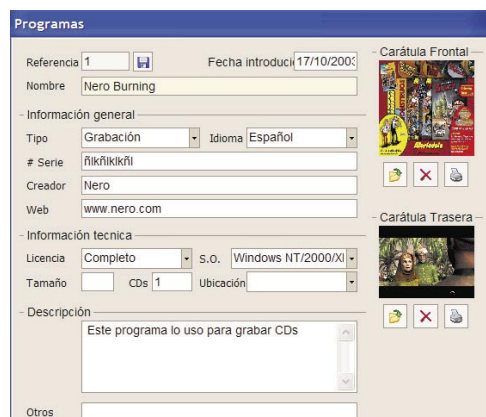 Programas
Referencia 1 Fecha introduci 17/10/2003
Nombre Nero Burning
Información general
Tipo Grabación Idioma Español
# Serie ñlkñlklkñl
Creador Nero
Web www.nero.com
Información tecnica
Licencia Completo S.O. Windows NT/2000/XI
Tamaño CDs 1 Ubicación
Descripción
Este programa lo uso para grabar CDs
Otros
Carátula Frontal
Carátula Trasera